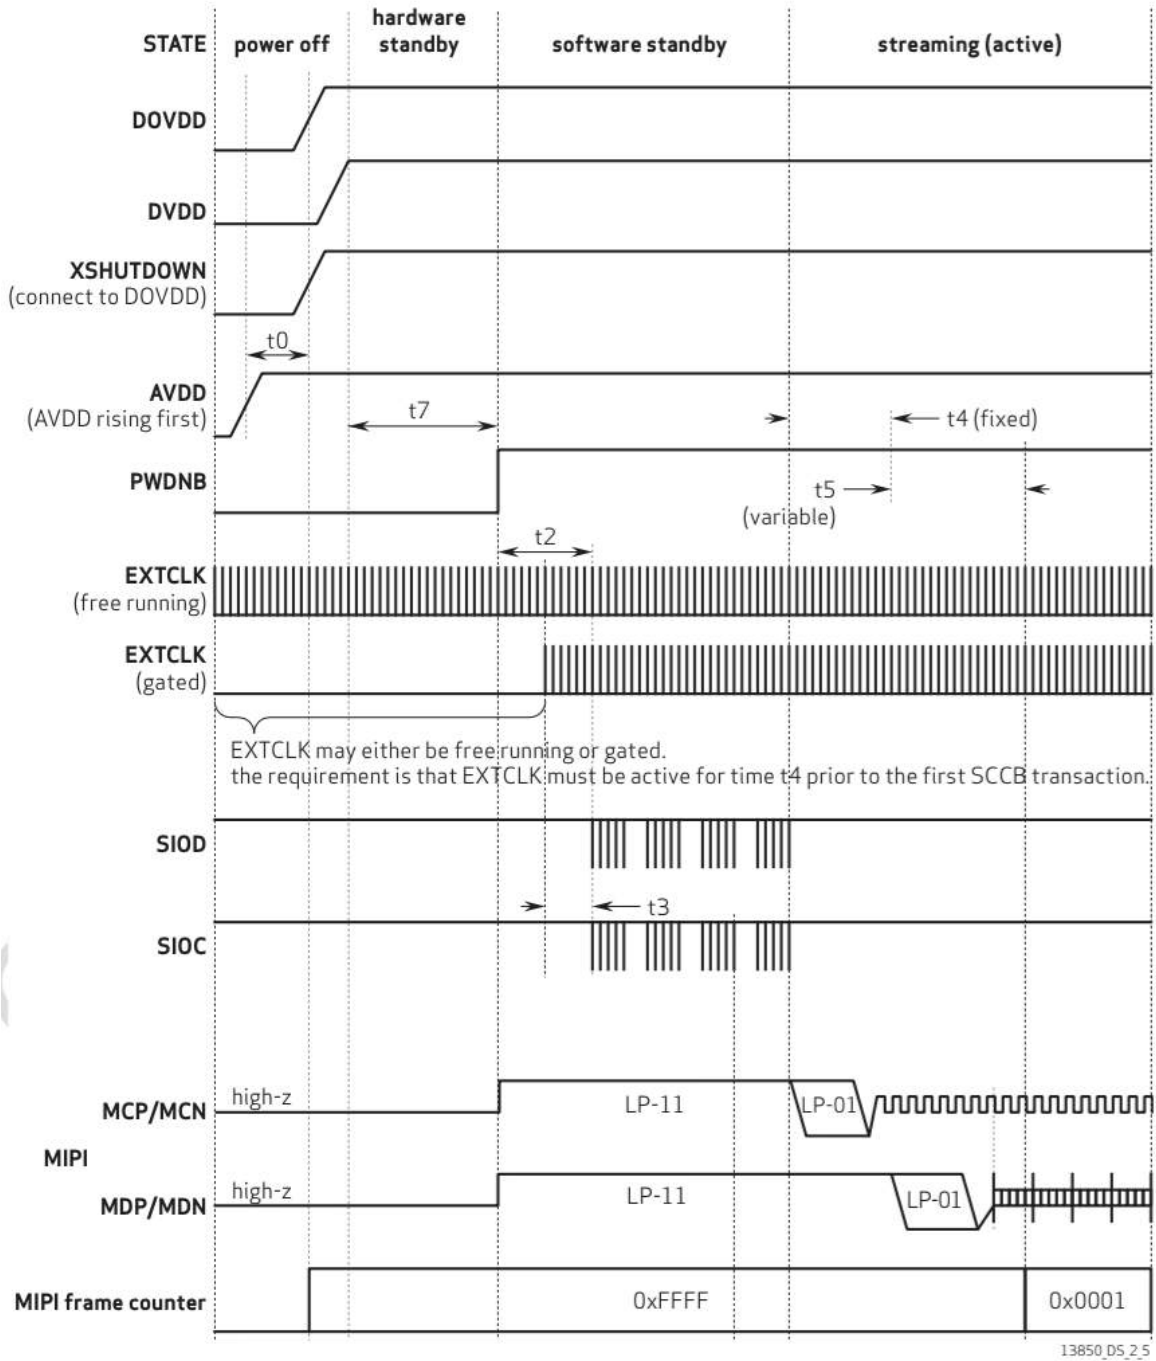 hardware
STATE power off standby software standby streaming (active)
DOVDD
DVDD
XSHUTDOWN
(connect to DOVDD)
t0
AVDD
(AVDD rising first)
t7
t4 (fixed)
PWDNB
t5
(variable)
t2
EXTCLK
(free running)
EXTCLK
(gated)
EXTCLK may either be free running or gated.
the requirement is that EXTCLK must be active for time t4 prior to the first SCCB transaction.
SIOD
t3
SIOC
high-z
MCP/MCN
LP-11
LP-01
MIPI
high-z
MDP/MDN
LP-11
LP-01
MIPI frame counter
0xFFFF
0x0001
13850_DS_2_5